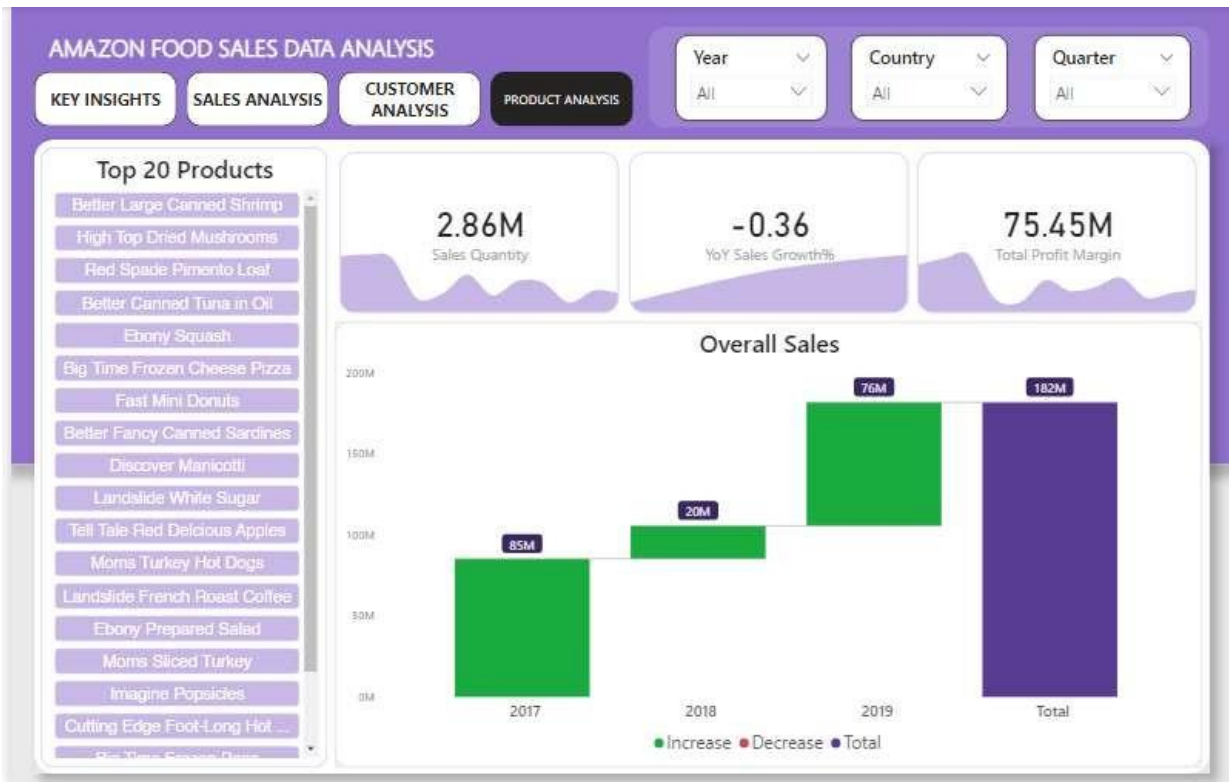 AMAZON FOOD SALES DATA ANALYSIS
KEY INSIGHTS
SALES ANALYSIS
CUSTOMER
ANALYSIS
PRODUCT ANALYSIS
Year
All
Country
All
Quarter
All
Top 20 Products
Better Large Canned Shrimp
High Top Dried Mushrooms
Red Spade Pimento Loaf
Better Canned Tuna in Oil
Ebony Squash
Big Time Frozen Cheese Pizza
Fast Mini Donuts
Better Fancy Canned Sardines
Discover Manicotti
Landslide White Sugar
Tell Tale Red Delcious Apples
Moms Turkey Hot Dogs
Landslide French Roast Coffee
Ebony Prepared Salad
Moms Sliced Turkey
Imagine Popsicles
Cutting Edge Foot-Long Hot ...
2.86M
Sales Quantity
-0.36
YoY Sales Growth%
75.45M
Total Profit Margin
Overall Sales
200M
150M
100M
50M
0M
85M
20M
76M
182M
2017
2018
2019
Total
Increase Decrease Total